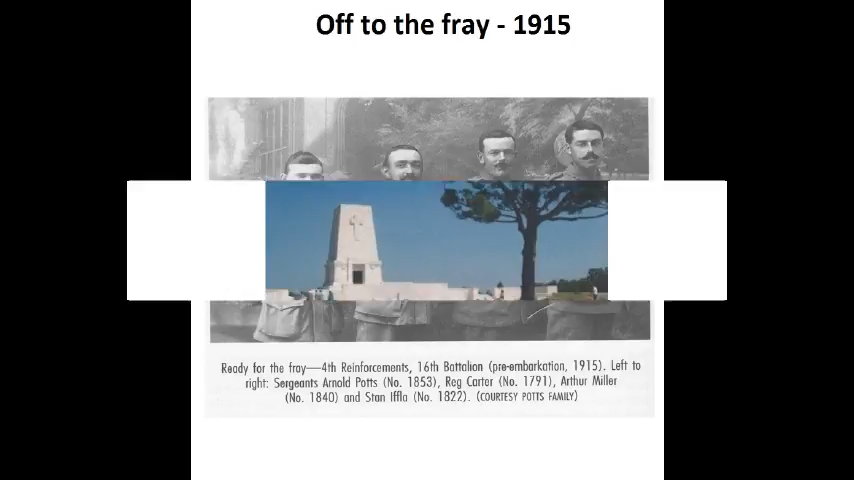 Off to the fray - 1915
Ready for the fray—4th Reinforcements, 16th Battalion (pre-embarkation, 1915). Left to
right: Sergeants Arnold Potts (No. 1853), Reg Carter (No. 1791), Arthur Miller
(No. 1840) and Stan Iffla (No. 1822). (COURTESY POTTS FAMILY)